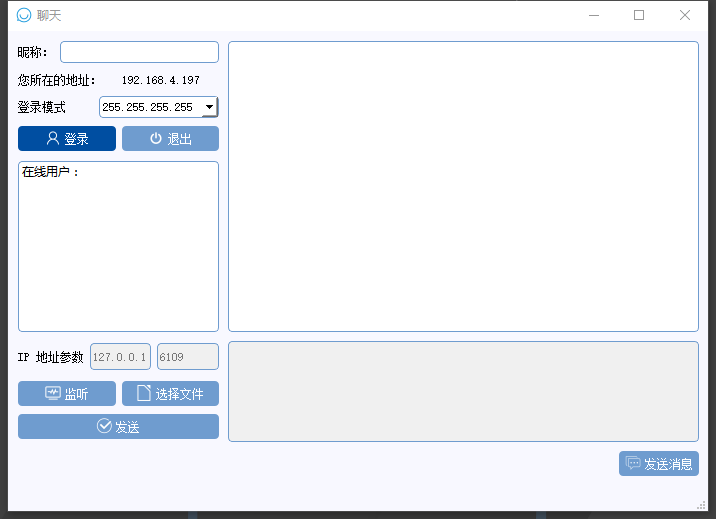 聊天
昵称：
您所在的地址： 192.168.4.197
登录模式 255.255.255.255
登录 退出
在线用户：
IP 地址参数 127.0.0.1 6109
监听 选择文件
发送
发送消息